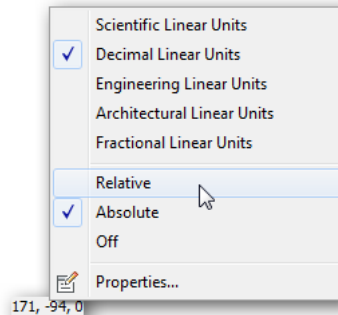 Scientific Linear Units
Decimal Linear Units
Engineering Linear Units
Architectural Linear Units
Fractional Linear Units
Relative
Absolute
Off
Properties...
171, -94, 0